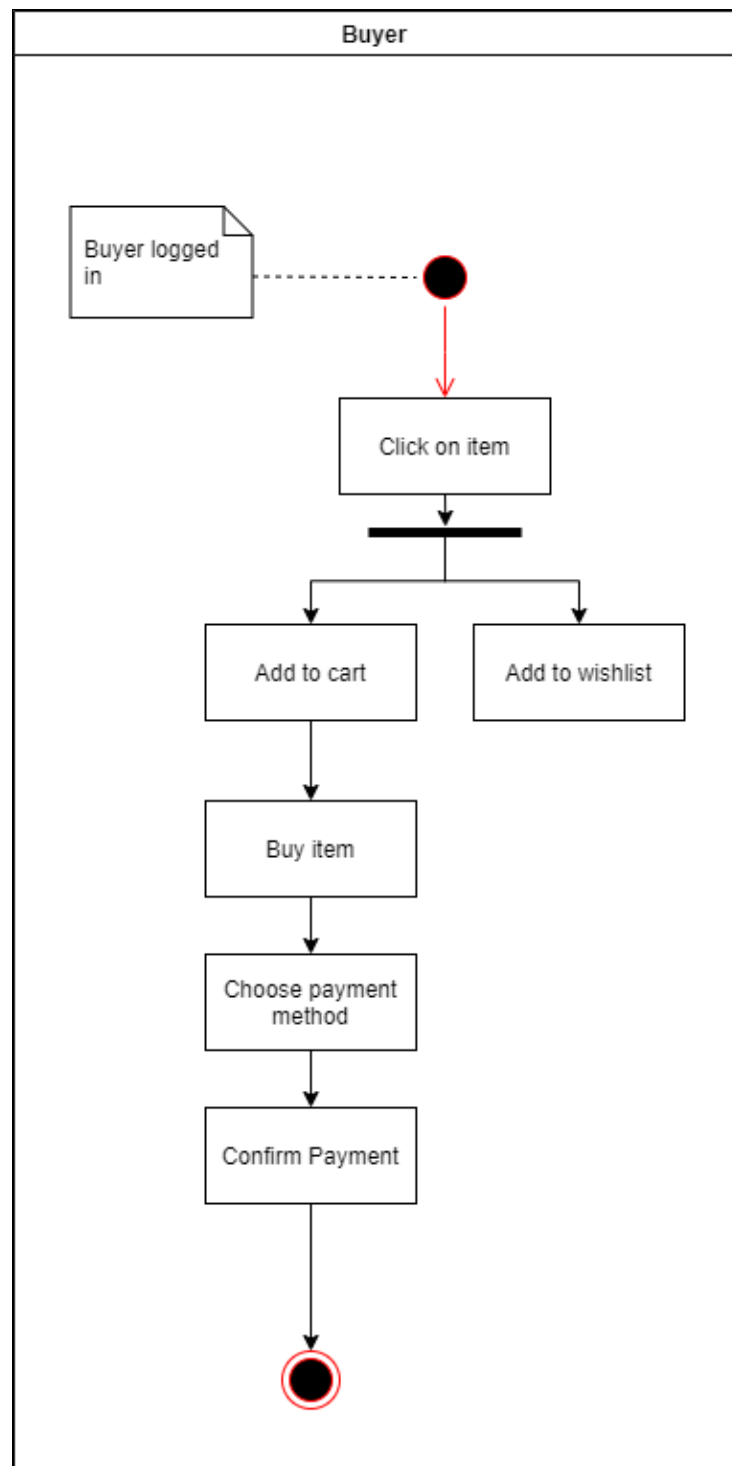 Buyer
Buyer logged
in
Click on item
Add to cart
Add to wishlist
Buy item
Choose payment
method
Confirm Payment